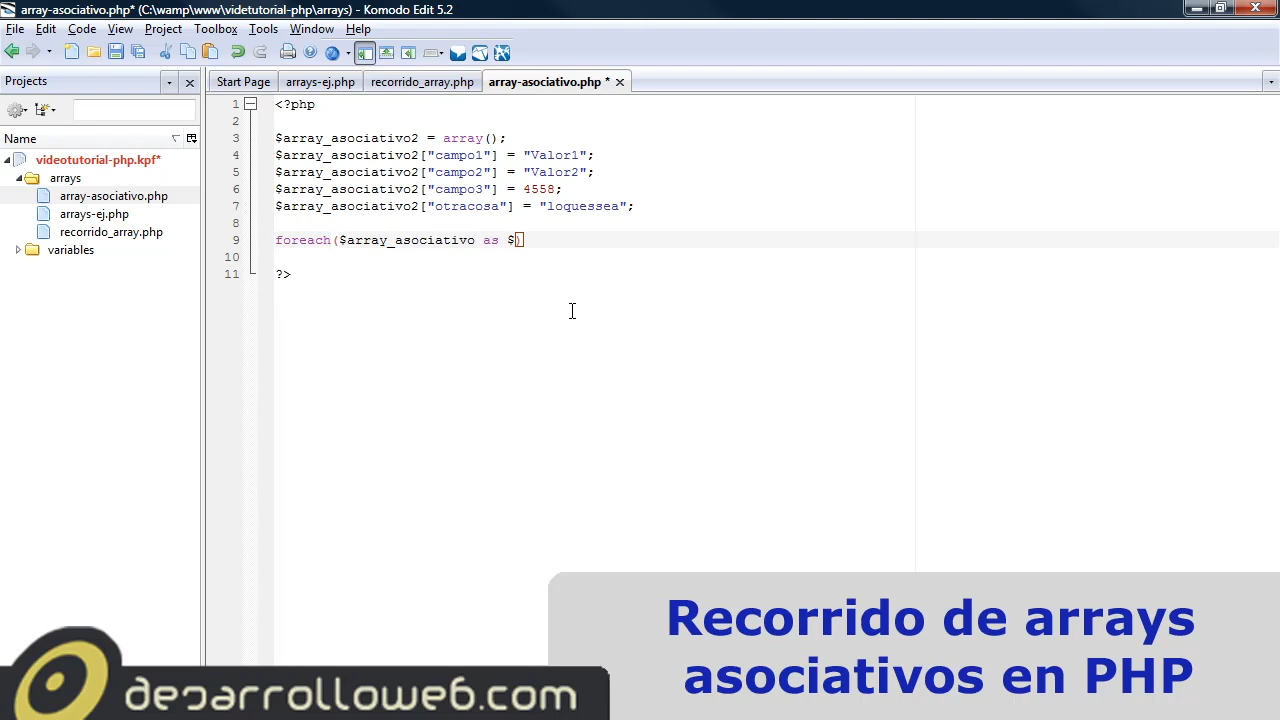 array-asociativo.php* (C:\wamp\www\videtutorial-php\arrays) - Komodo Edit 5.2
File Edit Code View Project Toolbox Tools Window Help
Projects
Start Page arrays-ej.php recorrido_array.php array-asociativo.php *
Name
videotutorial-php.kpf*
arrays
array-asociativo.php
arrays-ej.php
recorrido_array.php
variables
1 <?php
2
3 $array_asociativo2 = array();
4 $array_asociativo2["campo1"] = "Valor1";
5 $array_asociativo2["campo2"] = "Valor2";
6 $array_asociativo2["campo3"] = 4558;
7 $array_asociativo2["otracosa"] = "loquessea";
8
9 foreach($array_asociativo as $)
10
11 ?>
Recorrido de arrays
asociativos en PHP
desarrolloweb.com